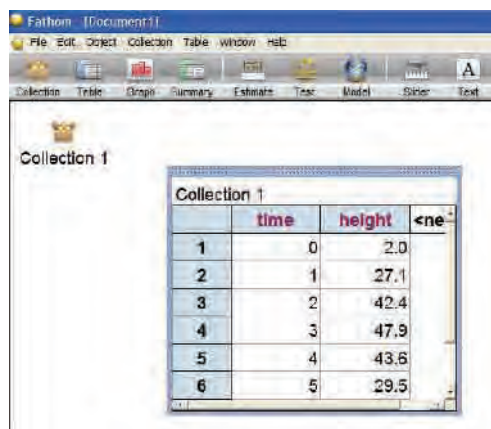 Fathom - [Document1]
File Edit Object Collection Table Window Help
Collection Table Graph Summary Estimate Test Model Slider Text
Collection 1
Collection 1
time height <ne
1 0 2.0
2 1 27.1
3 2 42.4
4 3 47.9
5 4 43.6
6 5 29.5